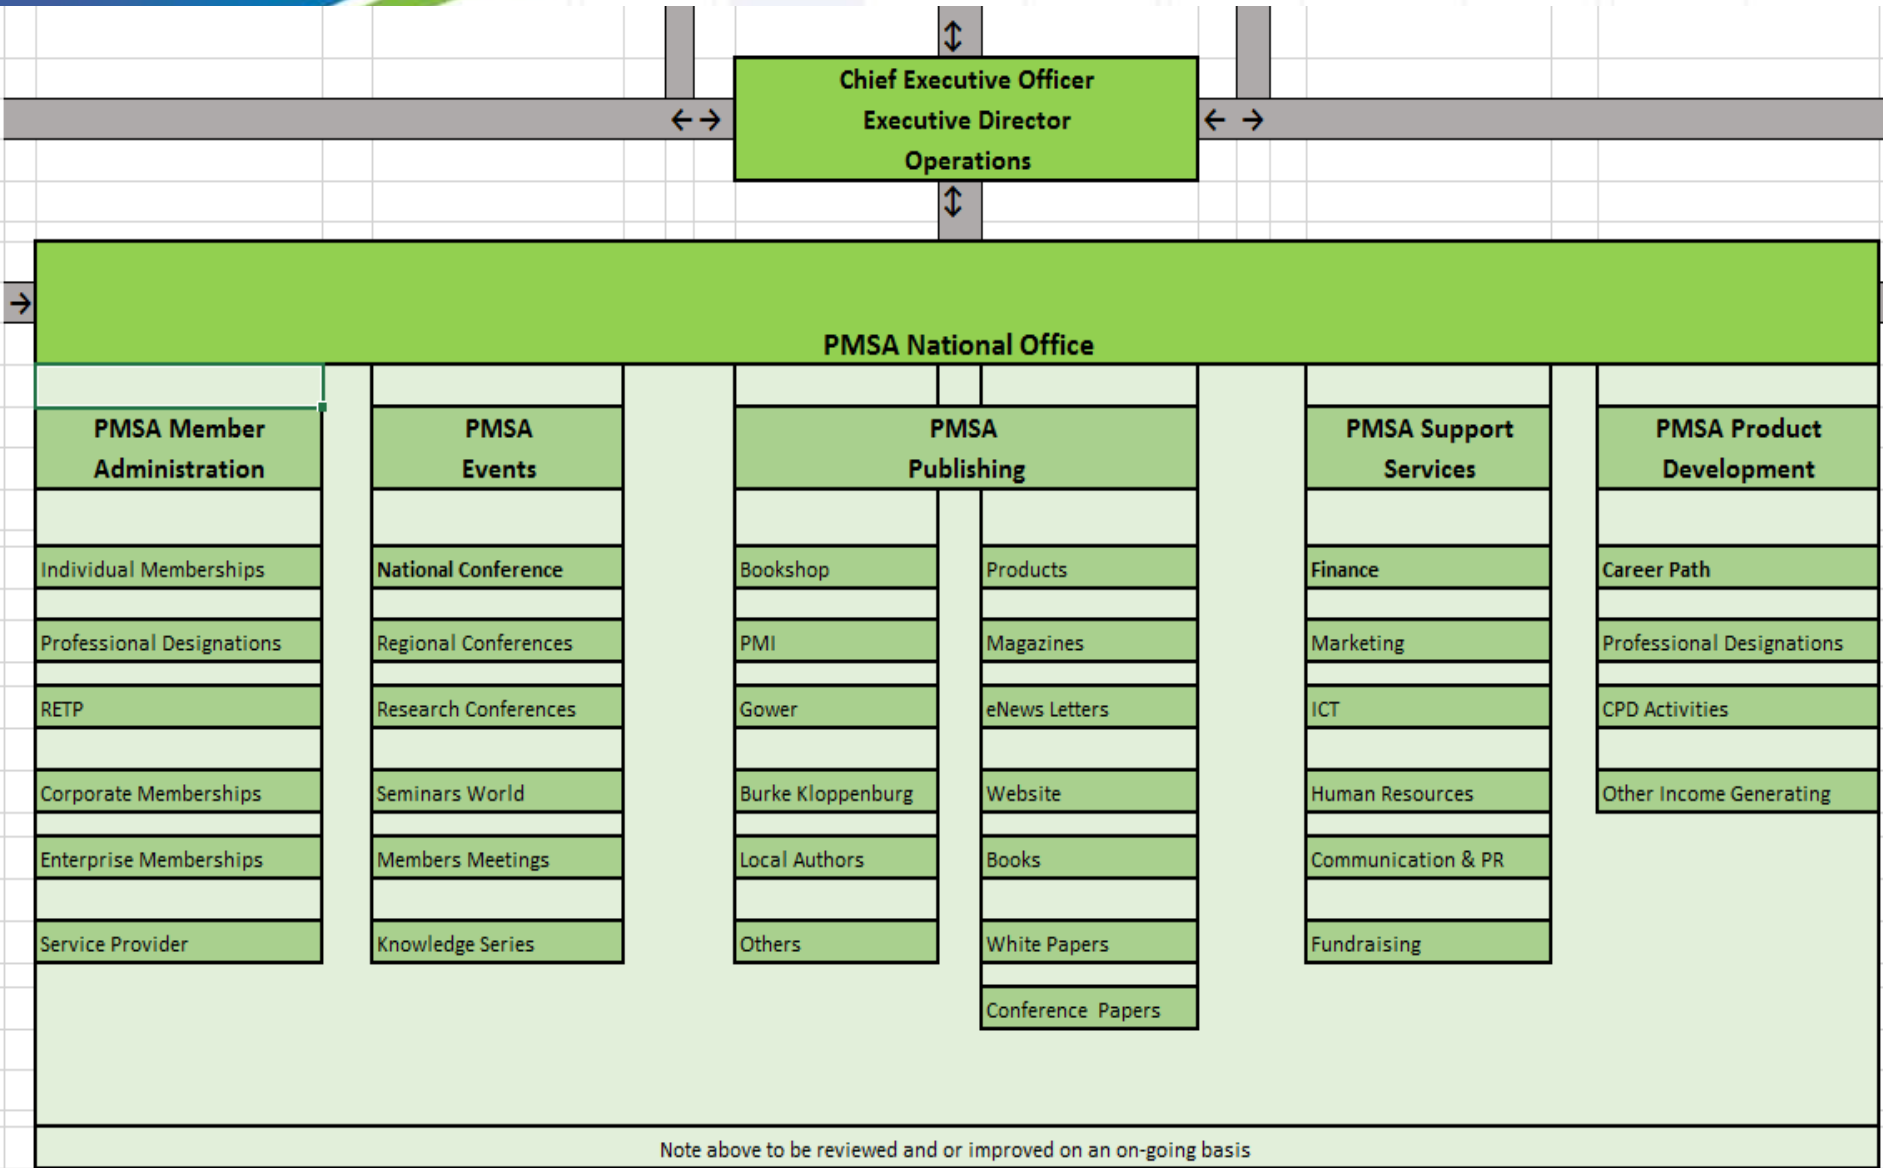 ↕
Chief Executive Officer
← →
Executive Director
← →
Operations
↕
→
PMSA National Office
PMSA Member
Administration
Individual Memberships
Professional Designations
RETP
Corporate Memberships
Enterprise Memberships
Service Provider
PMSA
Events
National Conference
Regional Conferences
Research Conferences
Seminars World
Members Meetings
Knowledge Series
PMSA
Publishing
Bookshop
PMI
Gower
Burke Kloppenburg
Local Authors
Others
Products
Magazines
eNews Letters
Website
Books
White Papers
Conference  Papers
PMSA Support
Services
Finance
Marketing
ICT
Human Resources
Communication & PR
Fundraising
PMSA Product
Development
Career Path
Professional Designations
CPD Activities
Other Income Generating
Note above to be reviewed and or improved on an on-going basis